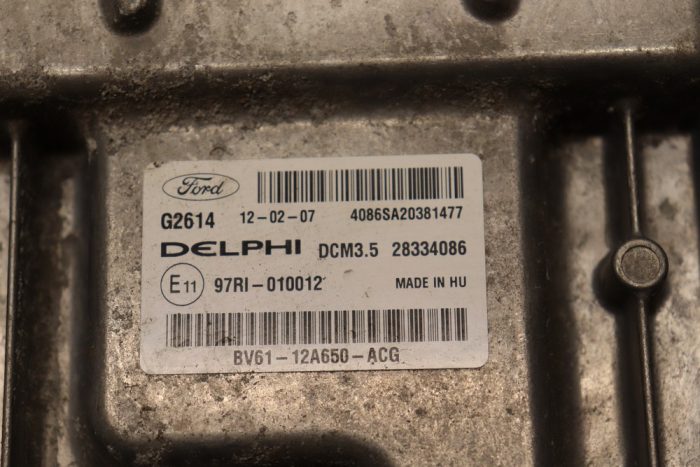 Ford
G2614 12-02-07 4086SA20381477
DELPHI DCM3.5 28334086
E11 97RI-010012 MADE IN HU
BV61-12A650-ACG